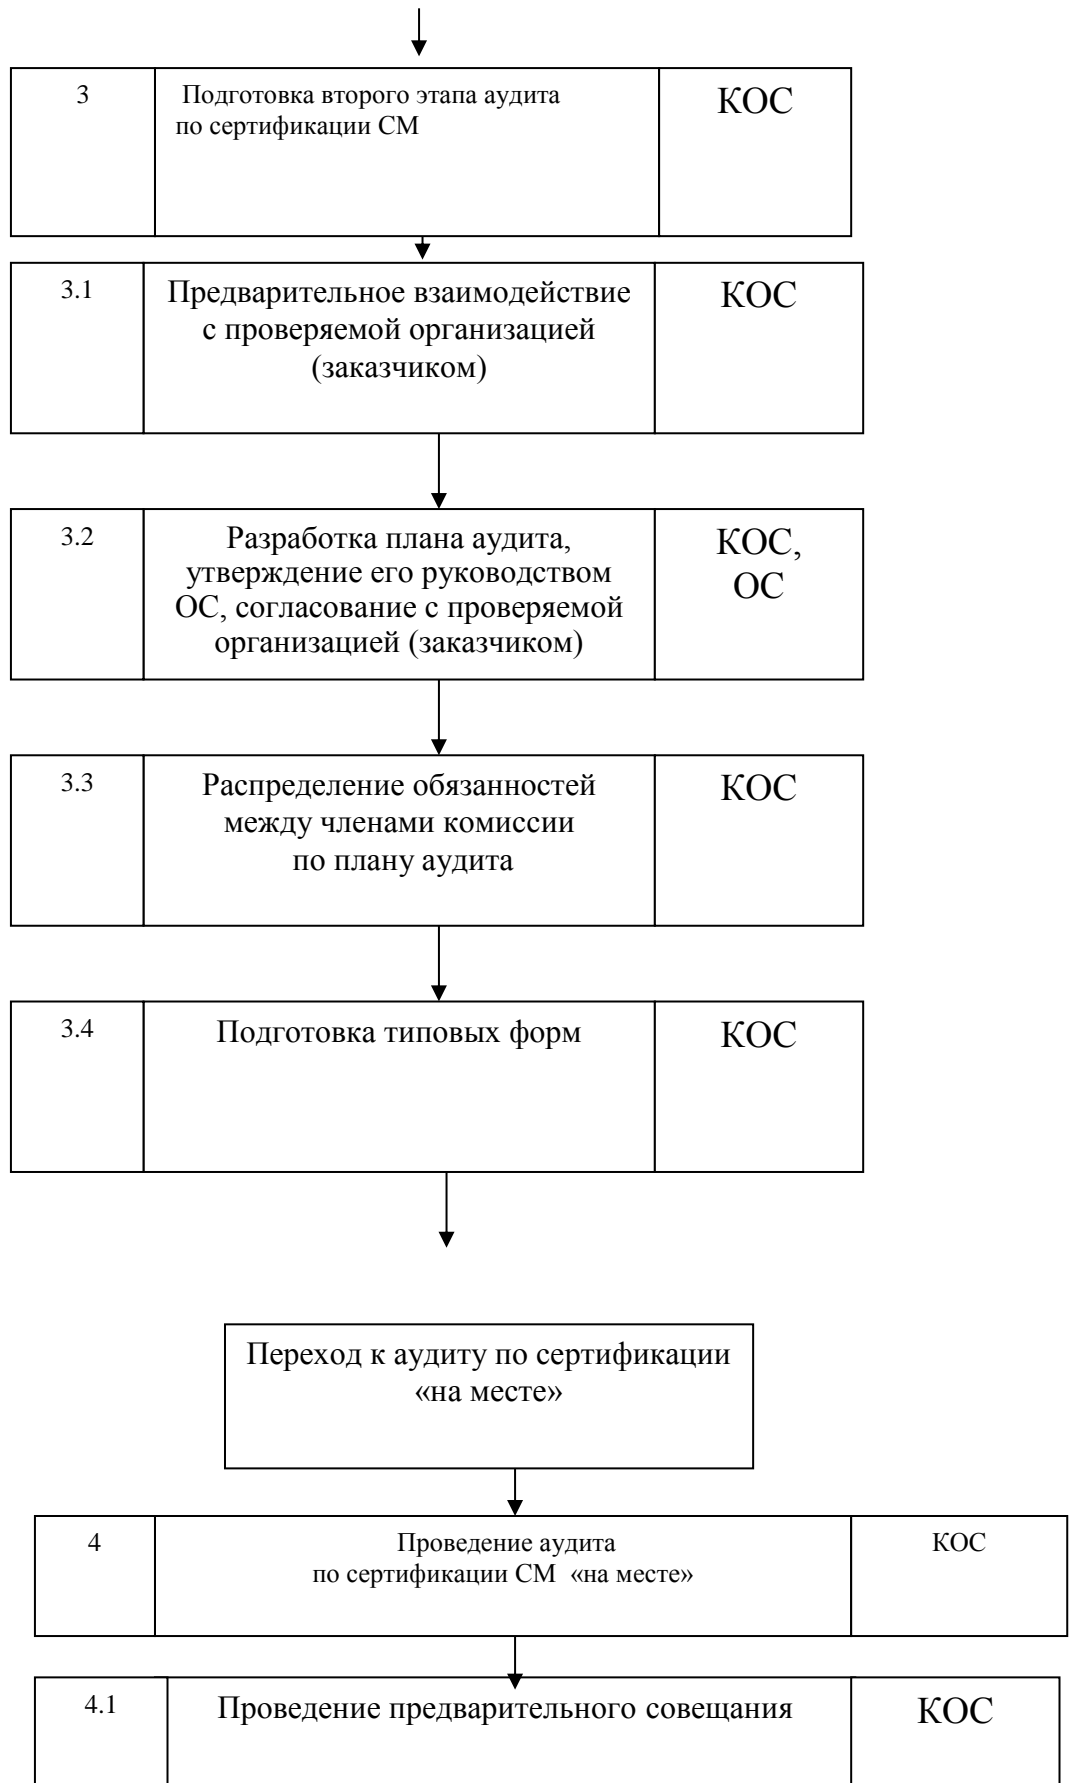 3
Подготовка второго этапа аудита
по сертификации СМ
КОС
3.1
Предварительное взаимодействие
с проверяемой организацией
(заказчиком)
КОС
3.2
Разработка плана аудита,
утверждение его руководством
ОС, согласование с проверяемой
организацией (заказчиком)
КОС,
ОС
3.3
Распределение обязанностей
между членами комиссии
по плану аудита
КОС
3.4
Подготовка типовых форм
КОС
Переход к аудиту по сертификации
«на месте»
4
Проведение аудита
по сертификации СМ «на месте»
КОС
4.1
Проведение предварительного совещания
КОС